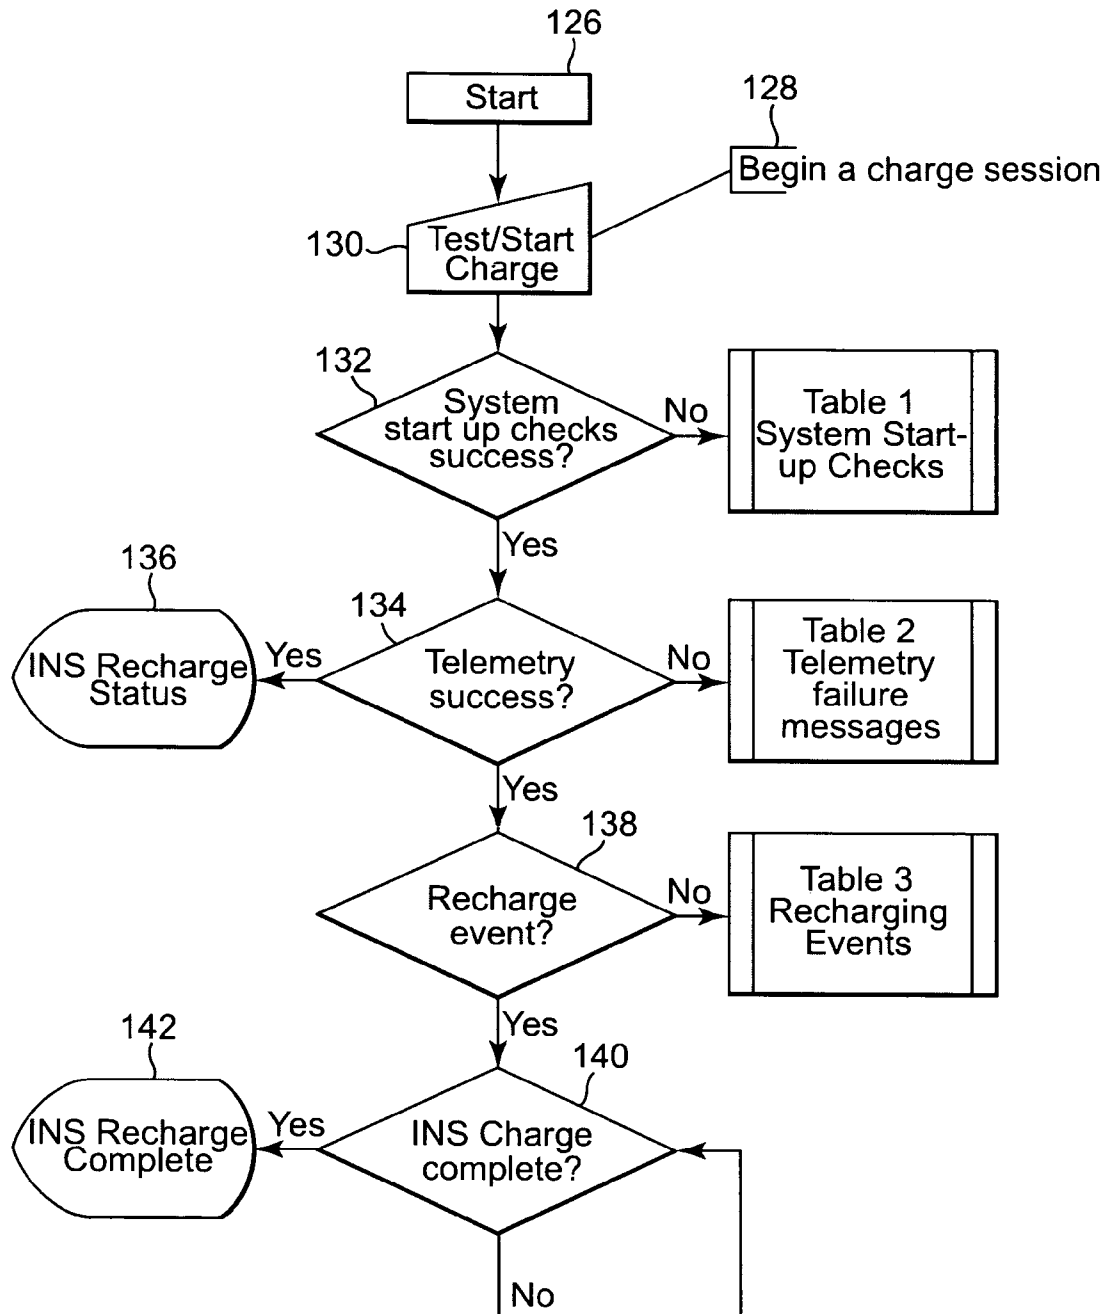 126
Start
128
Begin a charge session
130
Test/Start
Charge
132
System
start up checks
success?
No
Table 1
System Start-
up Checks
Yes
136
INS Recharge
Status
Yes
134
Telemetry
success?
No
Table 2
Telemetry
failure
messages
Yes
138
Recharge
event?
No
Table 3
Recharging
Events
Yes
142
INS Recharge
Complete
Yes
140
INS Charge
complete?
No